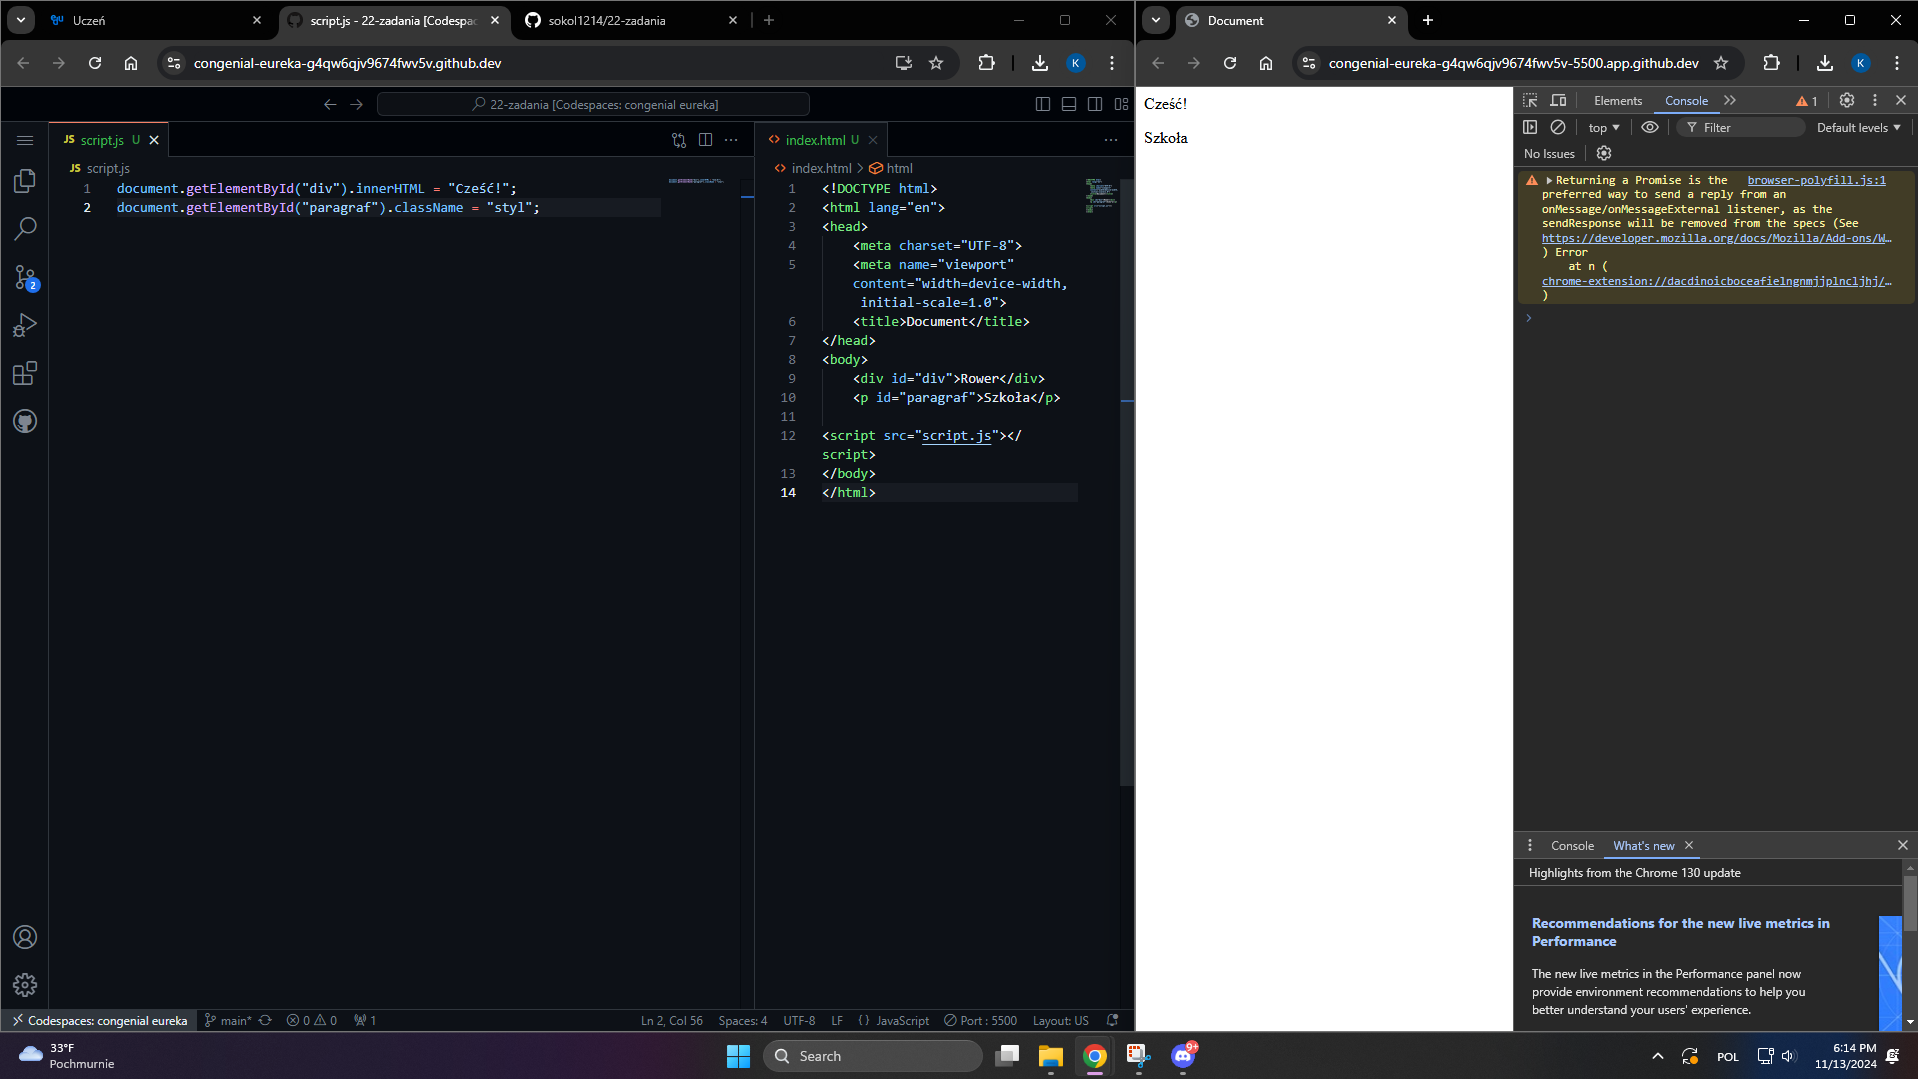 Uczeń
script.js - 22-zadania [Codespac
sokol1214/22-zadania
congenial-eureka-g4qw6qjv9674fwv5v.github.dev
K
22-zadania [Codespaces: congenial eureka]
JS script.js U
JS script.js
1 document.getElementById("div").innerHTML = "Cześć!";
2 document.getElementById("paragraf").className = "styl";
index.html U
index.html > html
1 <!DOCTYPE html>
2 <html lang="en">
3 <head>
4 <meta charset="UTF-8">
5 <meta name="viewport"
content="width=device-width,
initial-scale=1.0">
6 <title>Document</title>
7 </head>
8 <body>
9 <div id="div">Rower</div>
10 <p id="paragraf">Szkoła</p>
11
12 <script src="script.js"></
script>
13 </body>
14 </html>
2
Codespaces: congenial eureka
main*
0 0
1
Ln 2, Col 56
Spaces: 4
UTF-8
LF
{ } JavaScript
Port : 5500
Layout: US
Document
congenial-eureka-g4qw6qjv9674fwv5v-5500.app.github.dev
K
Cześć!
Szkoła
Elements
Console
1
top
Filter
Default levels
No Issues
Returning a Promise is the browser-polyfill.js:1
preferred way to send a reply from an
onMessage/onMessageExternal listener, as the
sendResponse will be removed from the specs (See
https://developer.mozilla.org/docs/Mozilla/Add-ons/W…
) Error
at n (
chrome-extension://dacdinoicboceafielngnmjjplncljhj/…
)
Console
What's new
Highlights from the Chrome 130 update
Recommendations for the new live metrics in
Performance
The new live metrics in the Performance panel now
provide environment recommendations to help you
better understand your users' experience.
33°F
Pochmurnie
Search
9+
POL
6:14 PM
11/13/2024